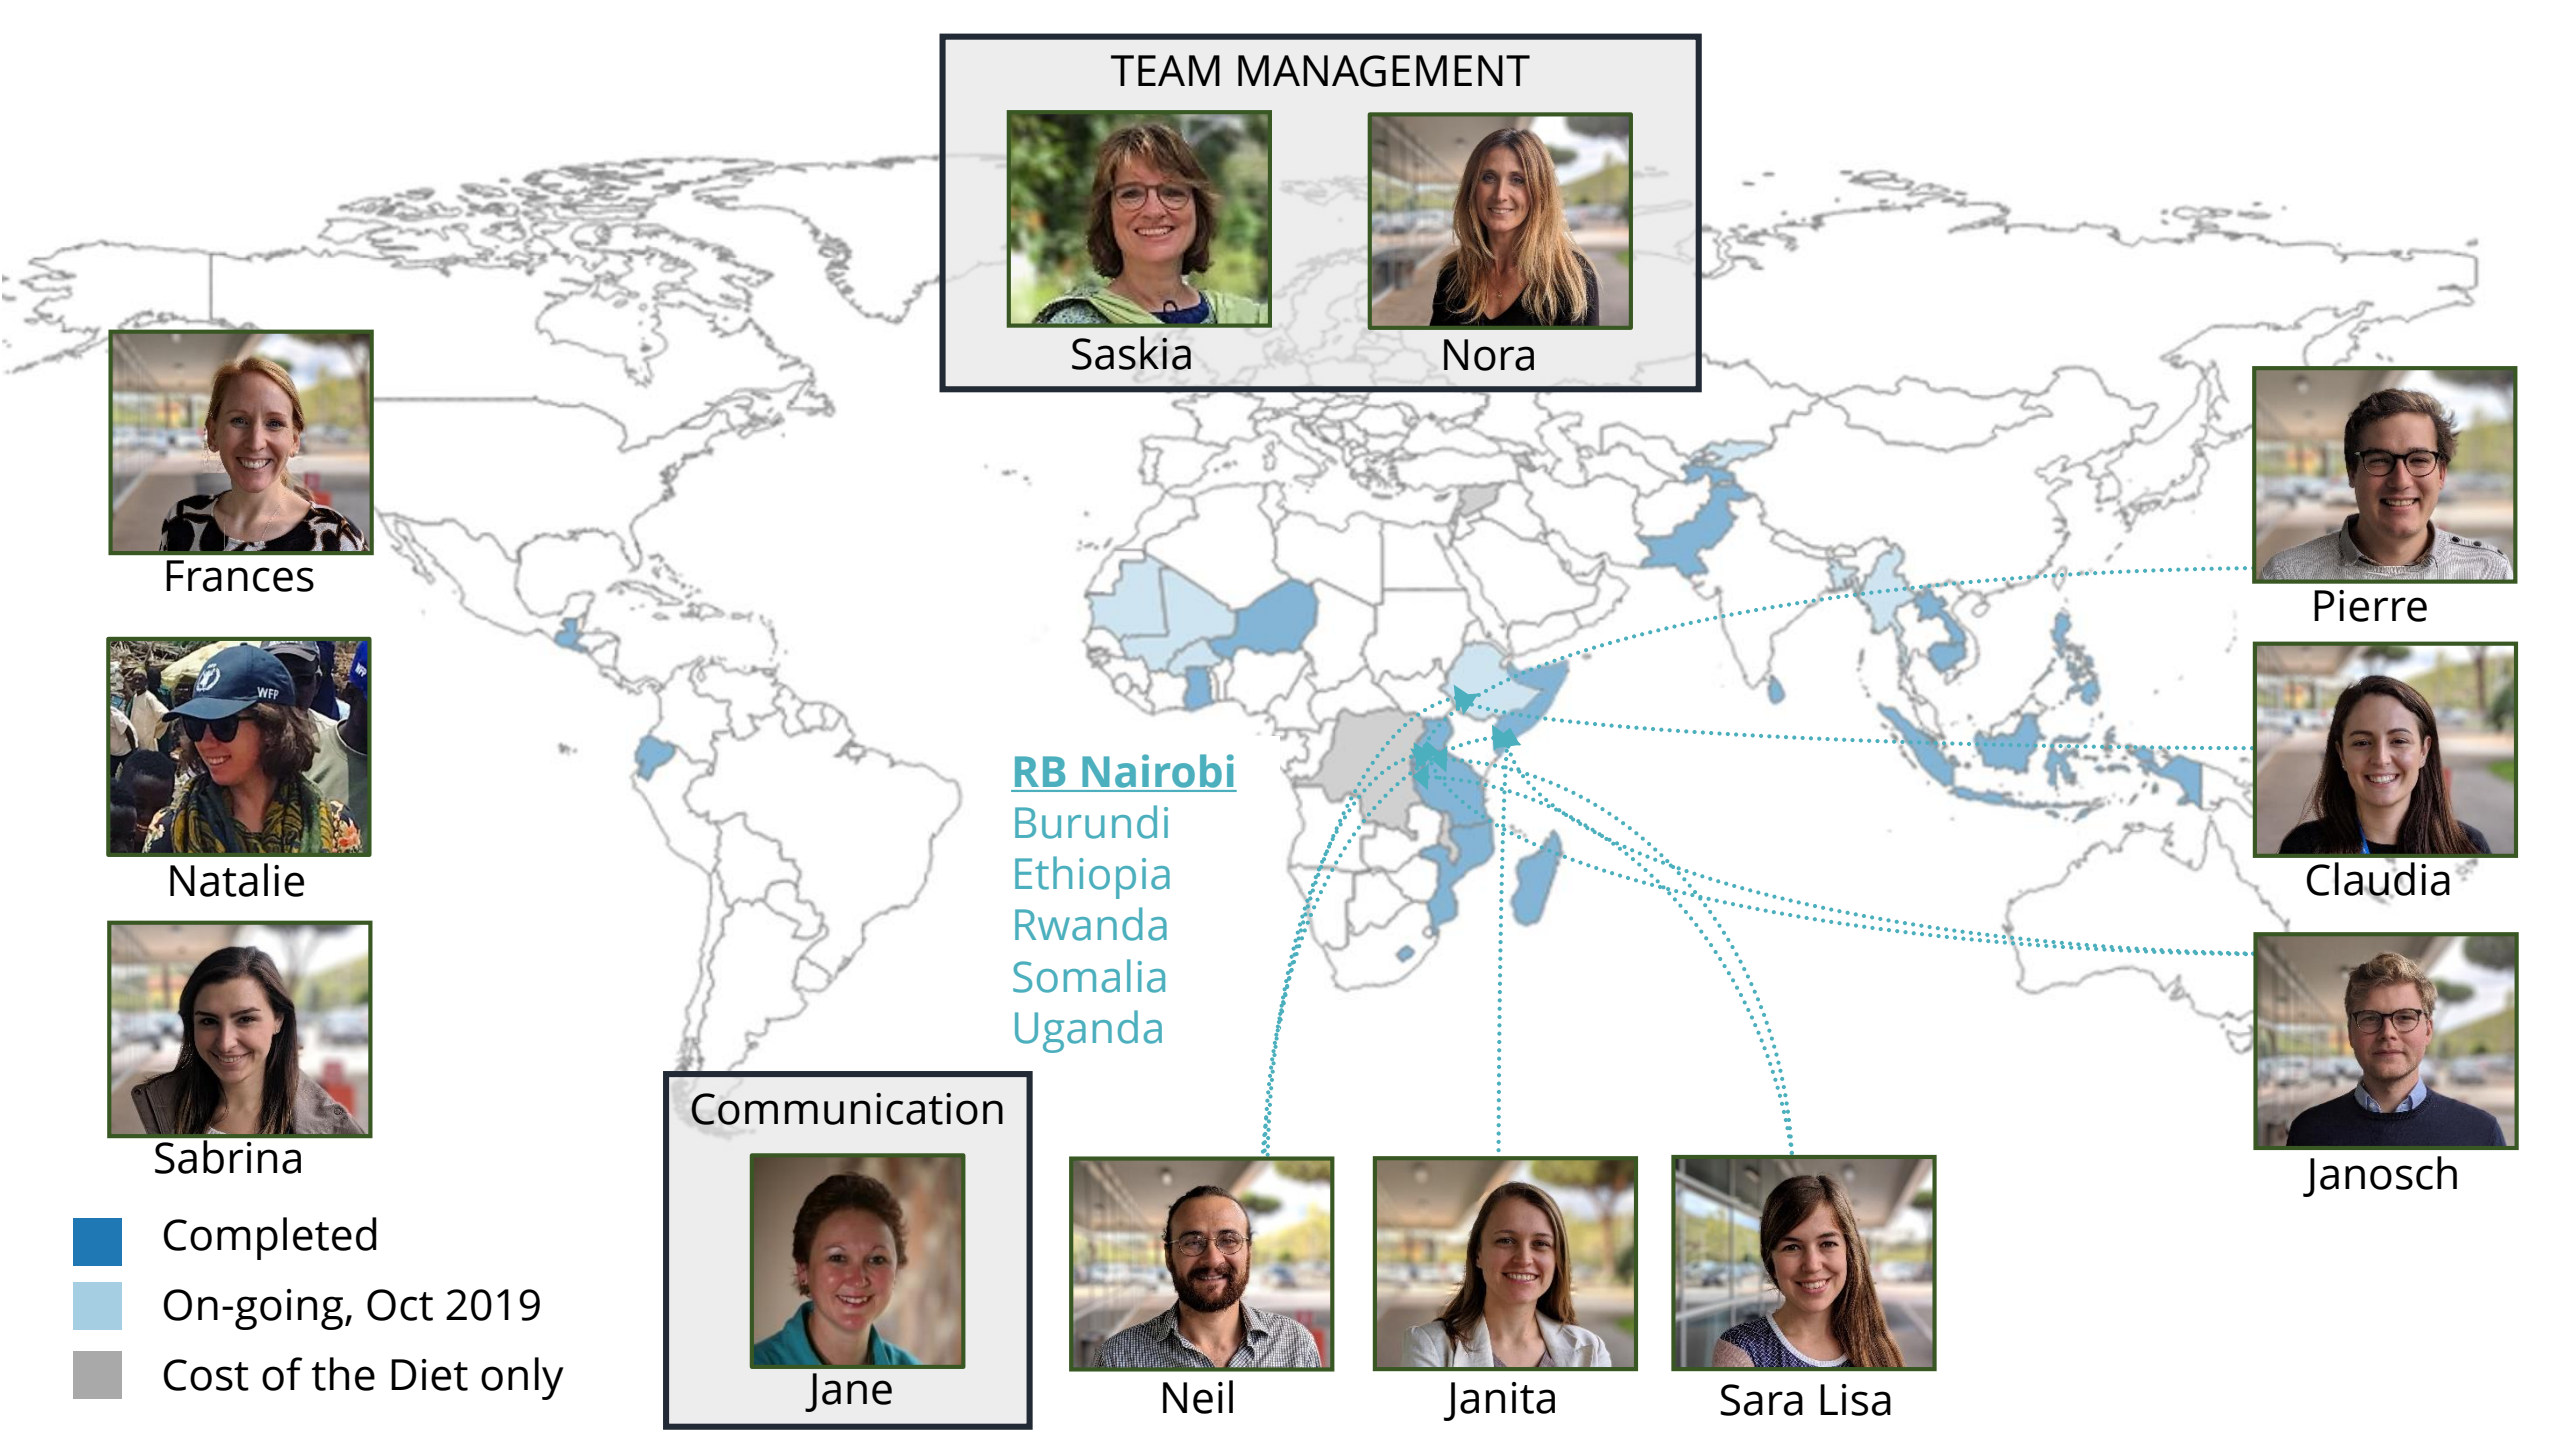 TEAM MANAGEMENT
Saskia
Nora
Frances
Natalie
WFP
Sabrina
Pierre
Claudia
Janosch
RB Nairobi
Burundi
Ethiopia
Rwanda
Somalia
Uganda
Communication
Jane
Neil
Janita
Sara Lisa
Completed
On-going, Oct 2019
Cost of the Diet only